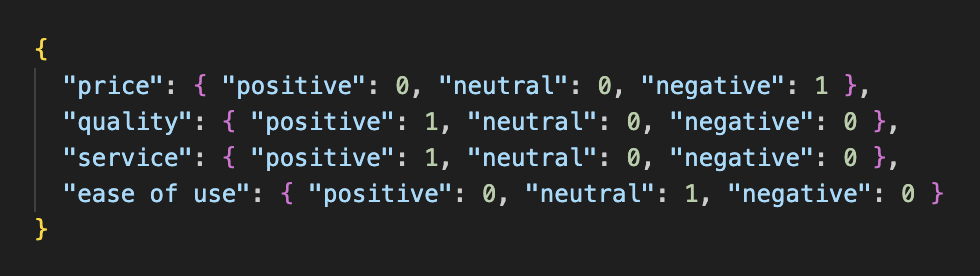 {
"price": { "positive": 0, "neutral": 0, "negative": 1 },
"quality": { "positive": 1, "neutral": 0, "negative": 0 },
"service": { "positive": 1, "neutral": 0, "negative": 0 },
"ease of use": { "positive": 0, "neutral": 1, "negative": 0 }
}